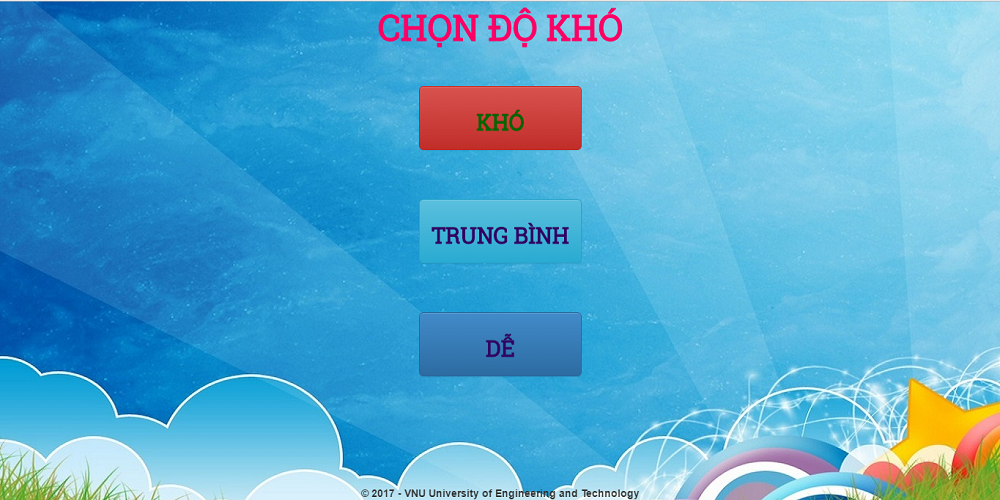 CHỌN ĐỘ KHÓ
KHÓ
TRUNG BÌNH
DỄ
© 2017 - VNU University of Engineering and Technology